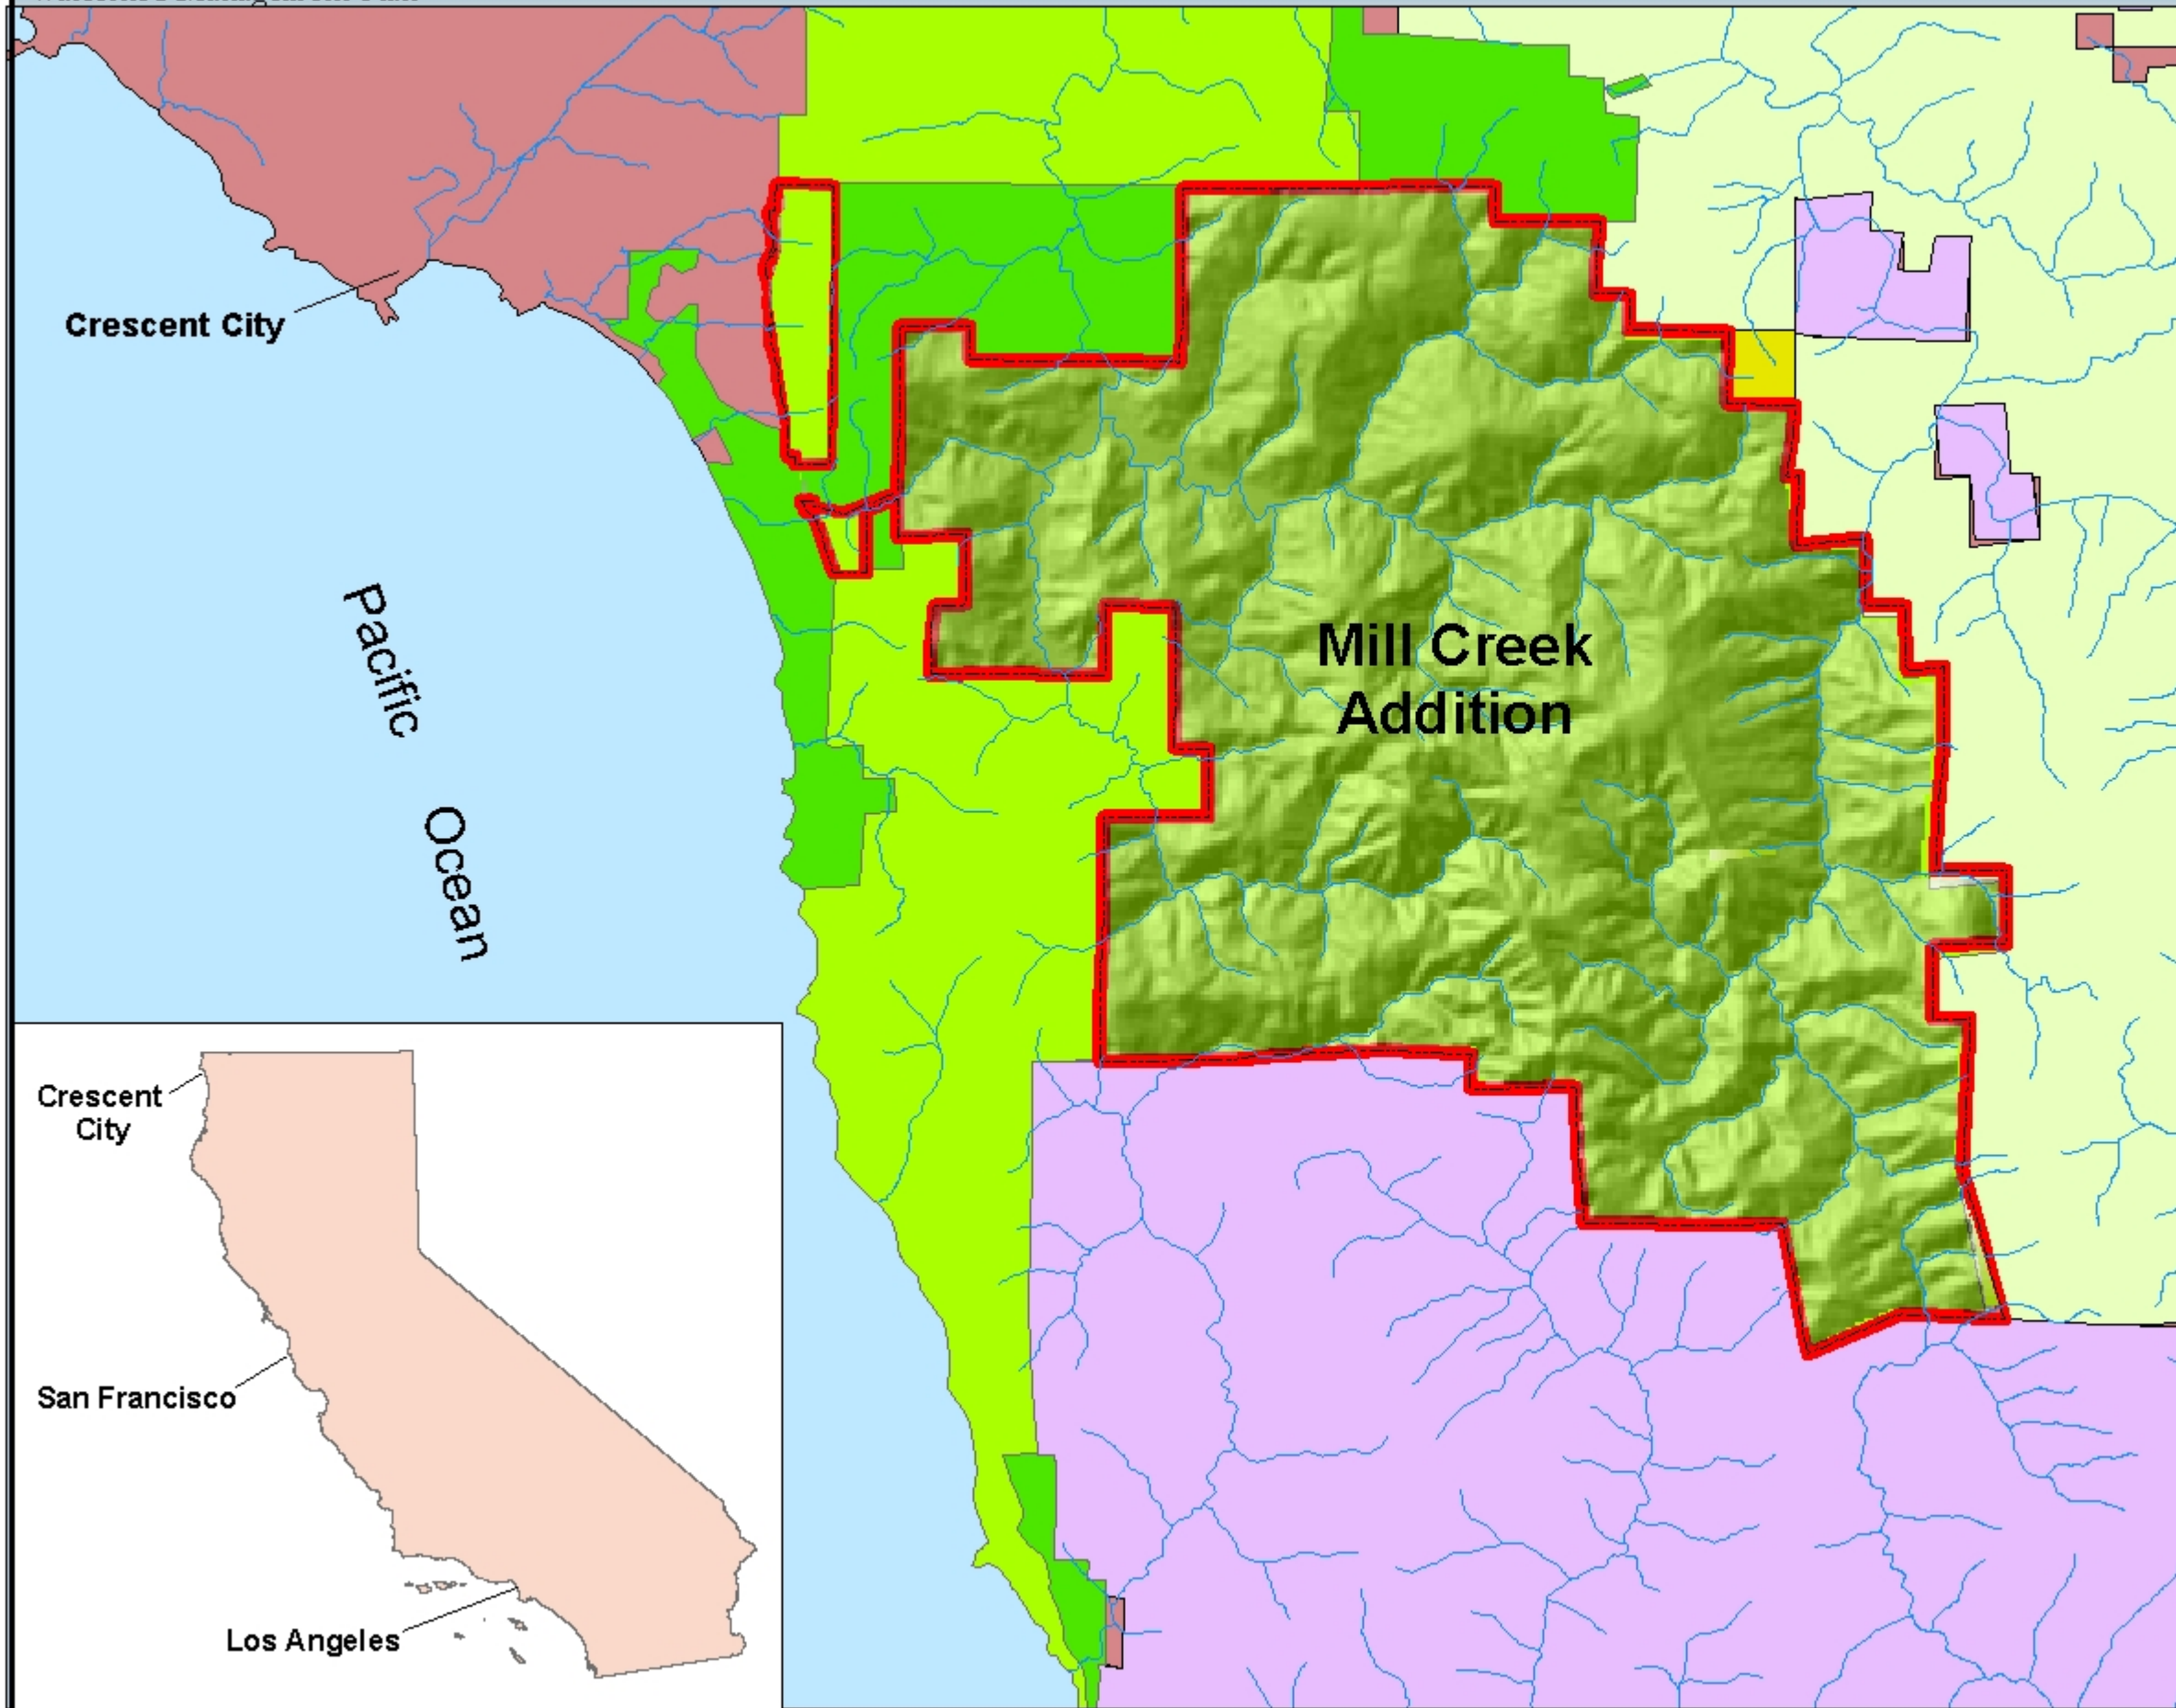 Crescent City
Pacific
Ocean
Mill Creek
Addition
Crescent
City
San Francisco
Los Angeles